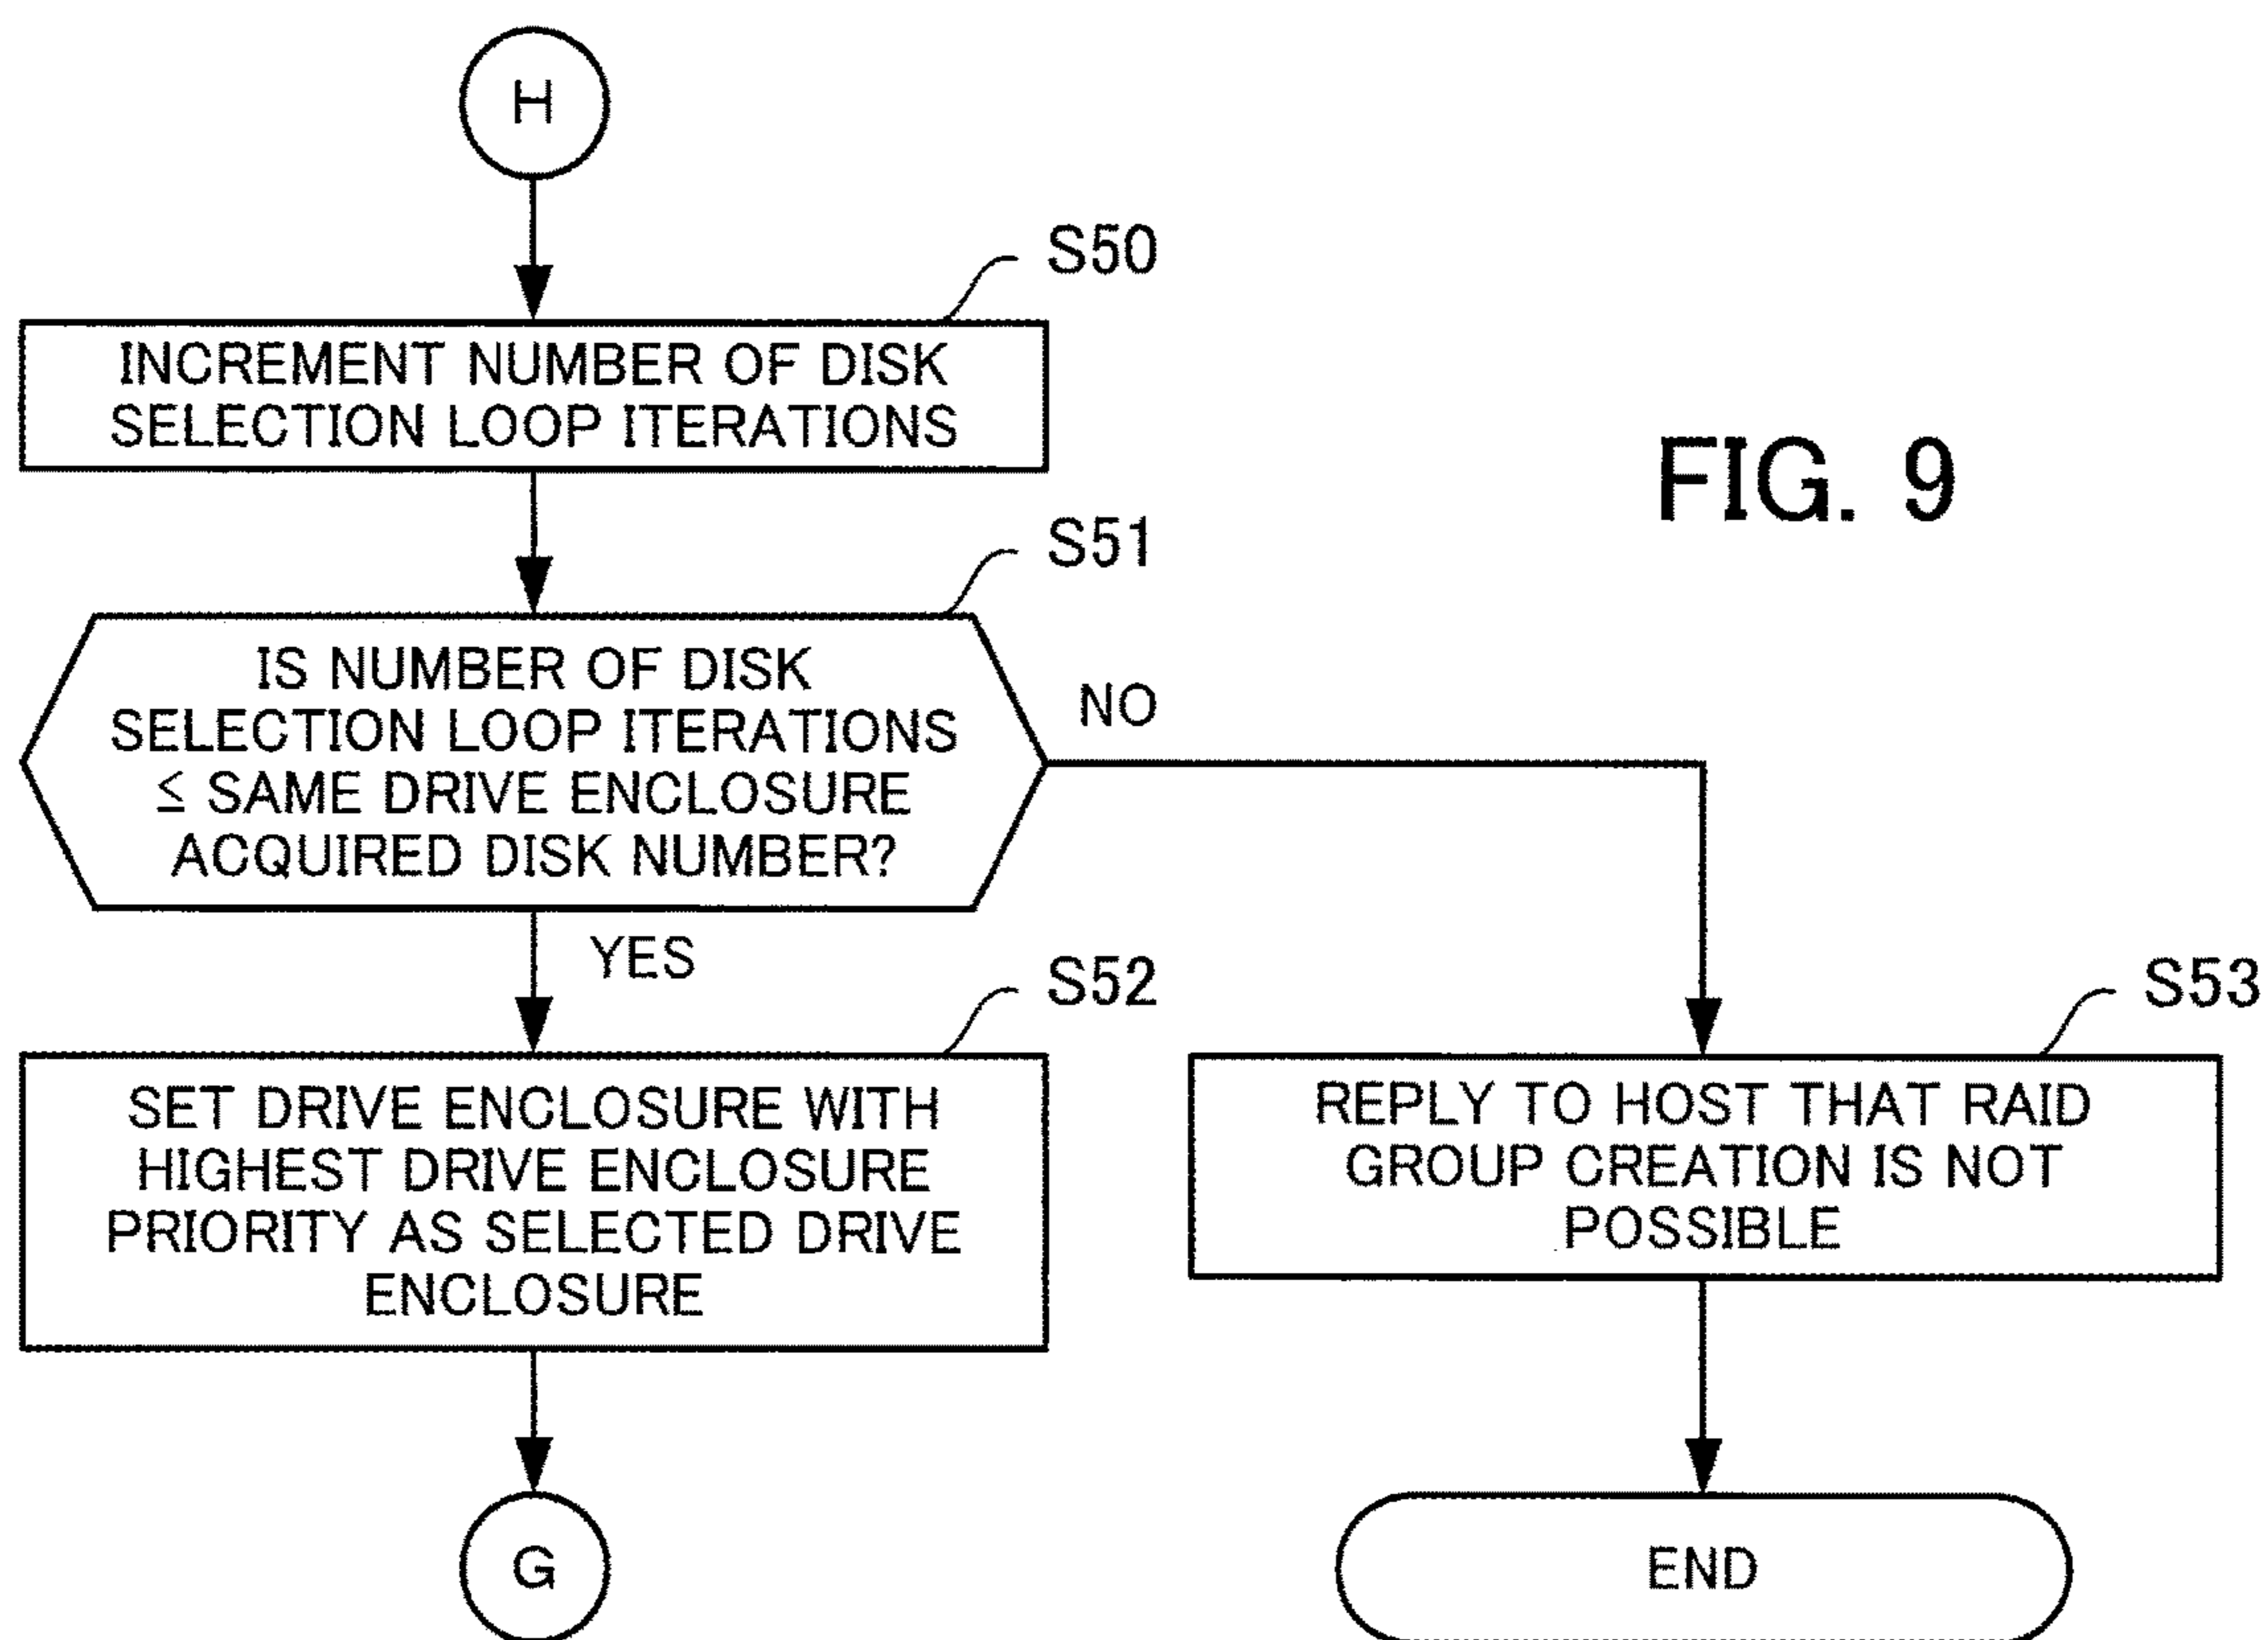 H
S50
INCREMENT NUMBER OF DISK
SELECTION LOOP ITERATIONS
FIG. 9
S51
IS NUMBER OF DISK
SELECTION LOOP ITERATIONS
≤ SAME DRIVE ENCLOSURE
ACQUIRED DISK NUMBER?
NO
YES
S52
SET DRIVE ENCLOSURE WITH
HIGHEST DRIVE ENCLOSURE
PRIORITY AS SELECTED DRIVE
ENCLOSURE
S53
REPLY TO HOST THAT RAID
GROUP CREATION IS NOT
POSSIBLE
G
END